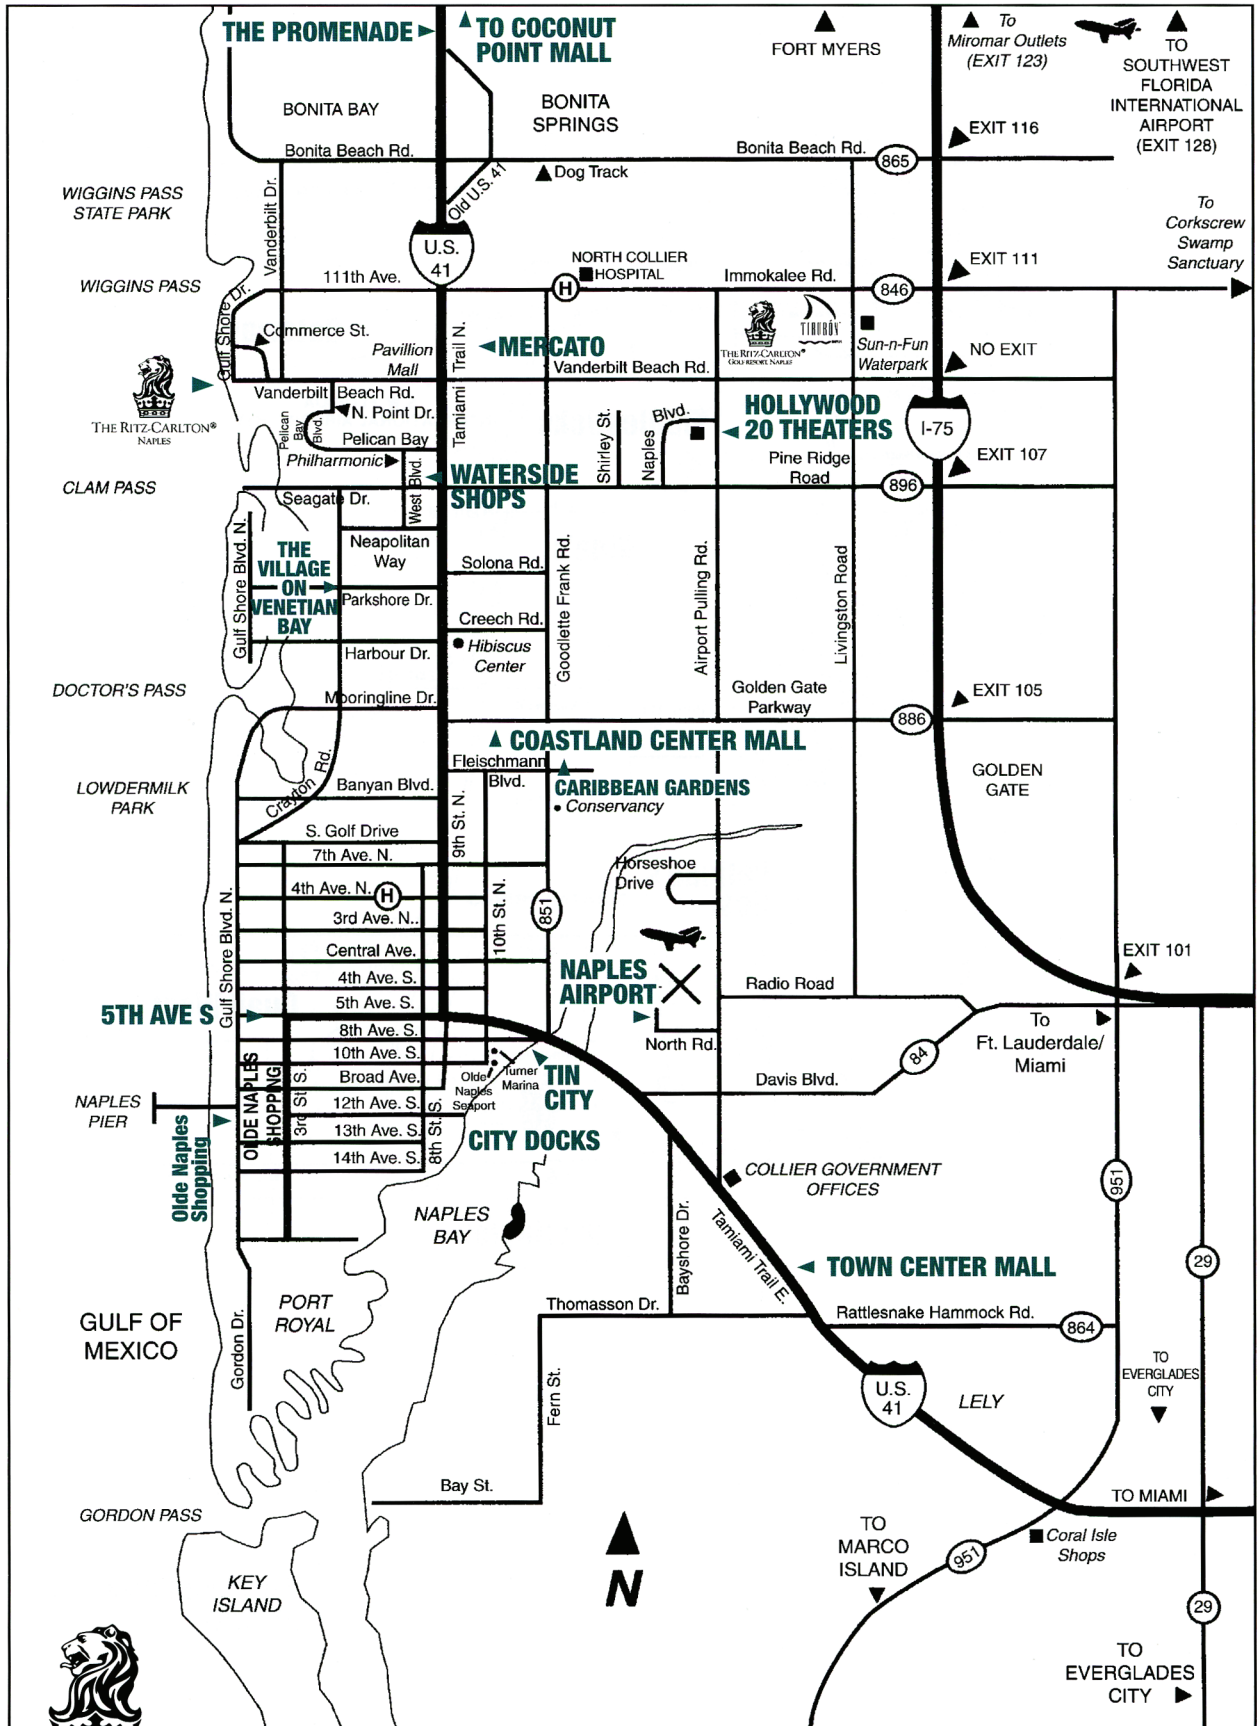 THE PROMENADE
TO COCONUT
POINT MALL
FORT MYERS
To
Miromar Outlets
(EXIT 123)
TO
SOUTHWEST
FLORIDA
INTERNATIONAL
AIRPORT
(EXIT 128)
BONITA BAY
BONITA
SPRINGS
EXIT 116
Bonita Beach Rd.
Bonita Beach Rd.
865
Dog Track
Old U.S. 41
WIGGINS PASS
STATE PARK
Vanderbilt Dr.
To
Corkscrew
Swamp
Sanctuary
U.S.
41
NORTH COLLIER
HOSPITAL
H
EXIT 111
WIGGINS PASS
111th Ave.
Immokalee Rd.
846
Gulf Shore Dr.
Commerce St.
Pavillion
Mall
Tamiami Trail N.
MERCATO
THE RITZ-CARLTON®
GOLF RESORT, NAPLES
TIBURÓN
Sun-n-Fun
Waterpark
NO EXIT
Vanderbilt Beach Rd.
THE RITZ-CARLTON®
NAPLES
Vanderbilt Beach Rd.
N. Point Dr.
Pelican
Bay
Blvd.
Pelican Bay
Philharmonic
West Blvd.
Shirley St.
Naples
Blvd.
HOLLYWOOD
20 THEATERS
I-75
Pine Ridge
Road
EXIT 107
896
CLAM PASS
Seagate Dr.
WATERSIDE
SHOPS
Gulf Shore Blvd. N.
THE
VILLAGE
ON
VENETIAN
BAY
Neapolitan
Way
Solona Rd.
Parkshore Dr.
Creech Rd.
Hibiscus
Center
Harbour Dr.
Goodlette Frank Rd.
Airport Pulling Rd.
Livingston Road
DOCTOR'S PASS
Mooringline Dr.
Golden Gate
Parkway
EXIT 105
886
COASTLAND CENTER MALL
Fleischmann
Blvd.
GOLDEN
GATE
CARIBBEAN GARDENS
Conservancy
LOWDERMILK
PARK
Crayton Rd.
Banyan Blvd.
9th St. N.
S. Golf Drive
7th Ave. N.
4th Ave. N.
H
3rd Ave. N..
10th St. N.
851
Horseshoe
Drive
Gulf Shore Blvd. N.
Central Ave.
4th Ave. S.
5th Ave. S.
NAPLES
AIRPORT
Radio Road
EXIT 101
5TH AVE S
8th Ave. S.
North Rd.
To
Ft. Lauderdale/
Miami
84
10th Ave. S.
Broad Ave.
Olde
Naples
Seaport
Turner
Marina
TIN
CITY
Davis Blvd.
NAPLES
PIER
OLDE NAPLES
SHOPPING
3rd St. S.
12th Ave. S.
13th Ave. S.
14th Ave. S.
8th St. S.
CITY DOCKS
Olde Naples
Shopping
COLLIER GOVERNMENT
OFFICES
951
NAPLES
BAY
Bayshore Dr.
Tamiami Trail E.
TOWN CENTER MALL
29
GULF OF
MEXICO
PORT
ROYAL
Gordon Dr.
Thomasson Dr.
Rattlesnake Hammock Rd.
864
Fern St.
U.S.
41
LELY
TO
EVERGLADES
CITY
Bay St.
TO MIAMI
GORDON PASS
TO
MARCO
ISLAND
951
Coral Isle
Shops
KEY
ISLAND
N
29
TO
EVERGLADES
CITY